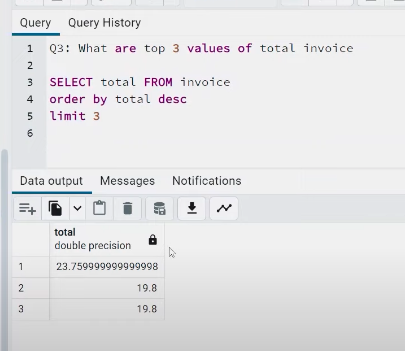 Query Query History
1 Q3: What are top 3 values of total invoice
2
3 SELECT total FROM invoice
4 order by total desc
5 limit 3
6
Data output Messages Notifications
total
double precision
1 23.759999999999998
2 19.8
3 19.8